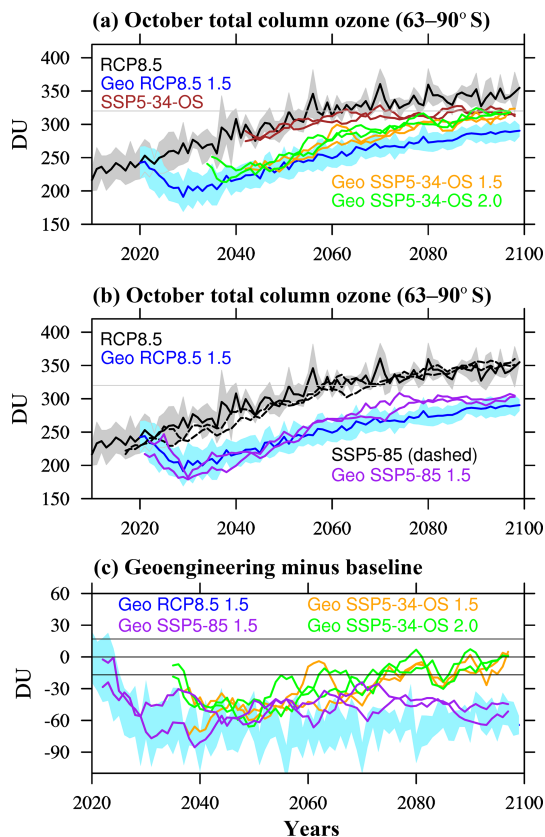 (a) October total column ozone (63–90° S)
400
350
300
250
200
150
DU
RCP8.5
Geo RCP8.5 1.5
SSP5-34-OS
Geo SSP5-34-OS 1.5
Geo SSP5-34-OS 2.0
2020 2040 2060 2080 2100
(b) October total column ozone (63–90° S)
400
350
300
250
200
150
DU
RCP8.5
Geo RCP8.5 1.5
SSP5-85 (dashed)
Geo SSP5-85 1.5
2020 2040 2060 2080 2100
(c) Geoengineering minus baseline
60
30
0
-30
-60
-90
DU
Geo RCP8.5 1.5 Geo SSP5-34-OS 1.5
Geo SSP5-85 1.5 Geo SSP5-34-OS 2.0
2020 2040 2060 2080 2100
Years